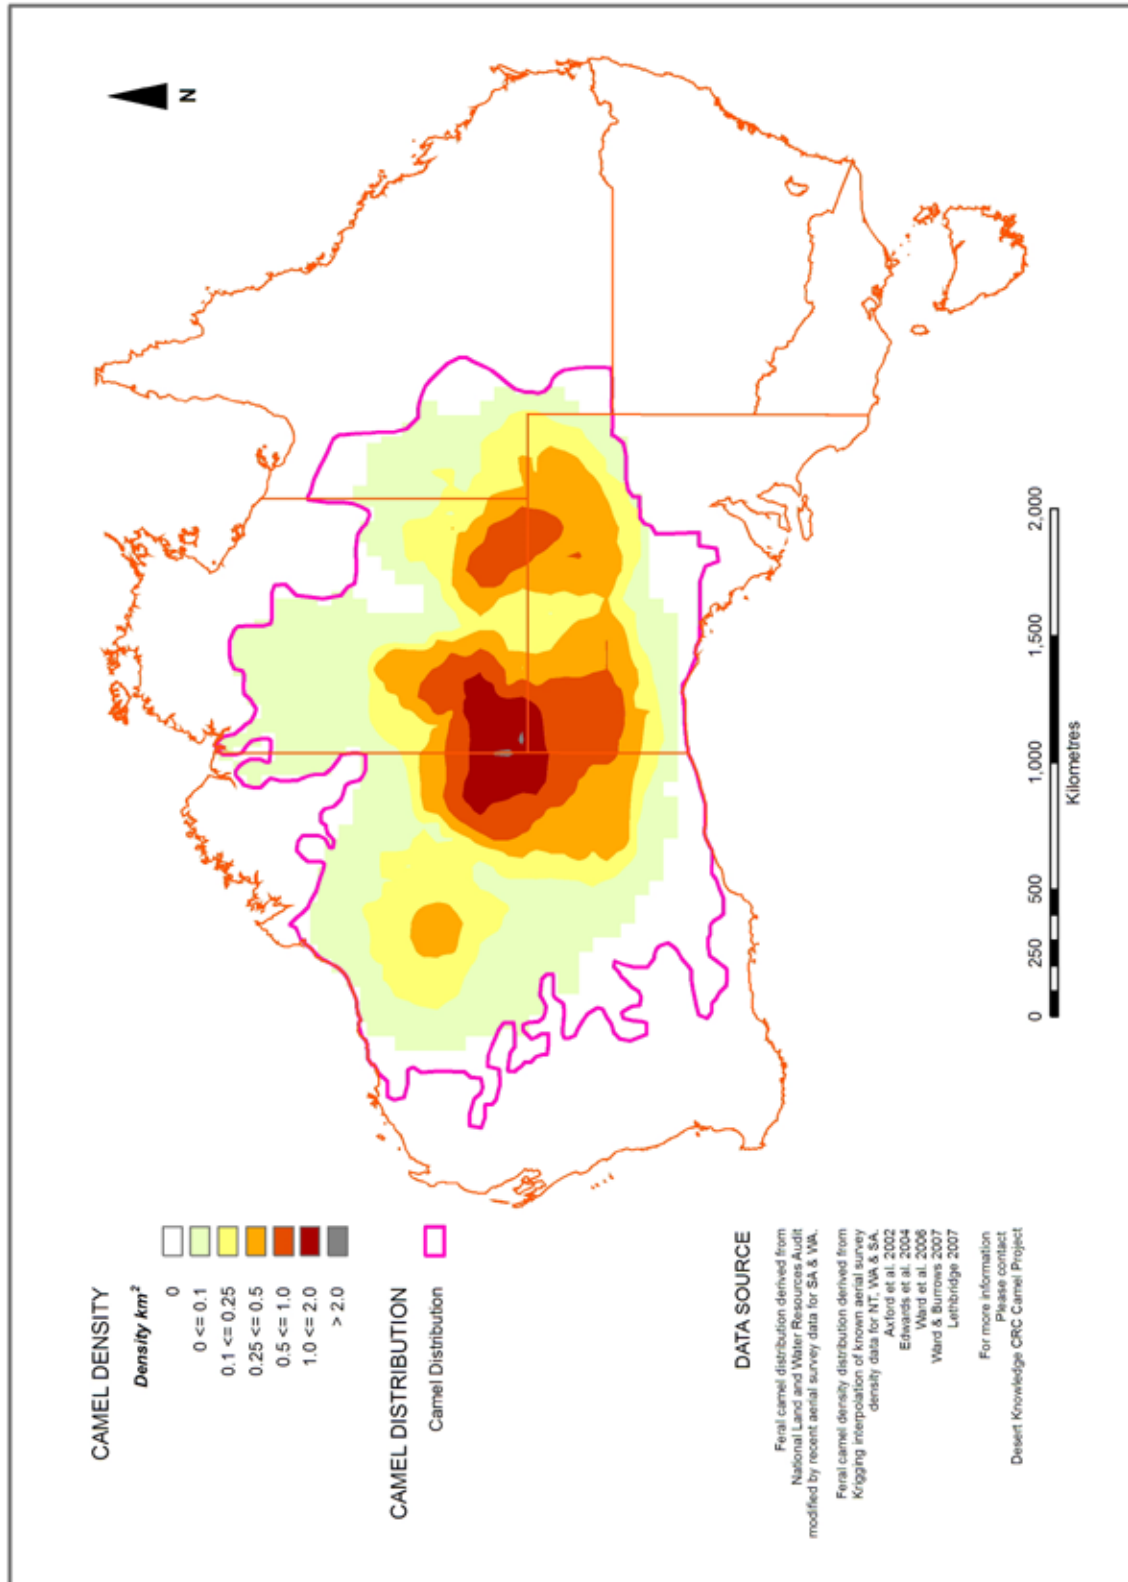 N
CAMEL DENSITY
Density km²
0
0 <= 0.1
0.1 <= 0.25
0.25 <= 0.5
0.5 <= 1.0
1.0 <= 2.0
> 2.0
CAMEL DISTRIBUTION
Camel Distribution
DATA SOURCE
Feral camel distribution derived from
National Land and Water Resources Audit
modified by recent aerial survey data for SA & WA.
Feral camel density distribution derived from
Krigging interpolation of known aerial survey
density data for NT, WA & SA.
Axford et al. 2002
Edwards et al. 2004
Ward et al. 2006
Ward & Burrows 2007
Lethbridge 2007
For more information
Please contact
Desert Knowledge CRC Camel Project
0 250 500 1,000 1,500 2,000
Kilometres